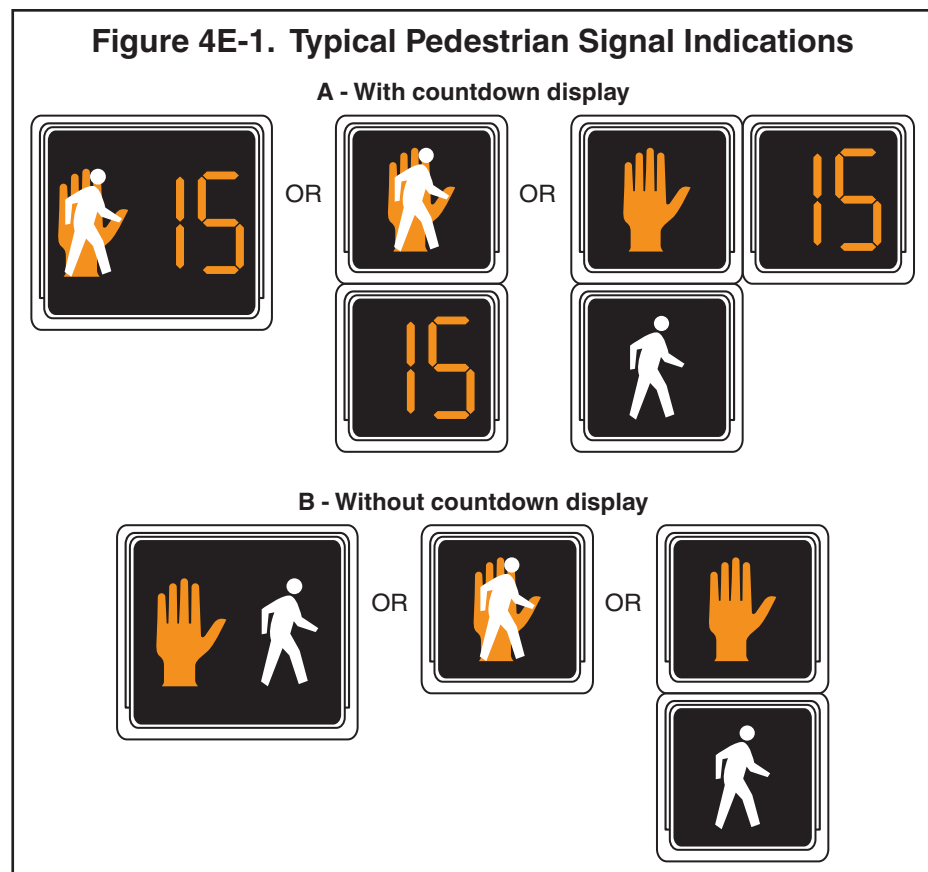 Figure 4E-1. Typical Pedestrian Signal Indications
A - With countdown display
15 OR OR 15
15
B - Without countdown display
OR OR